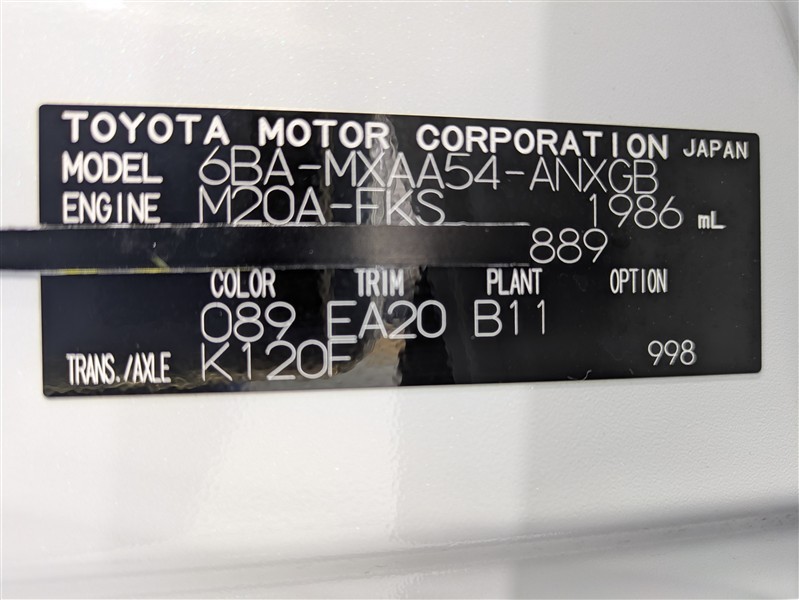 TOYOTA MOTOR CORPORATION JAPAN
MODEL 6BA-MXAA54-ANXGB
ENGINE M20A-FKS 1986 mL
889
COLOR TRIM PLANT OPTION
089 EA20 B11
TRANS./AXLE K120F 998